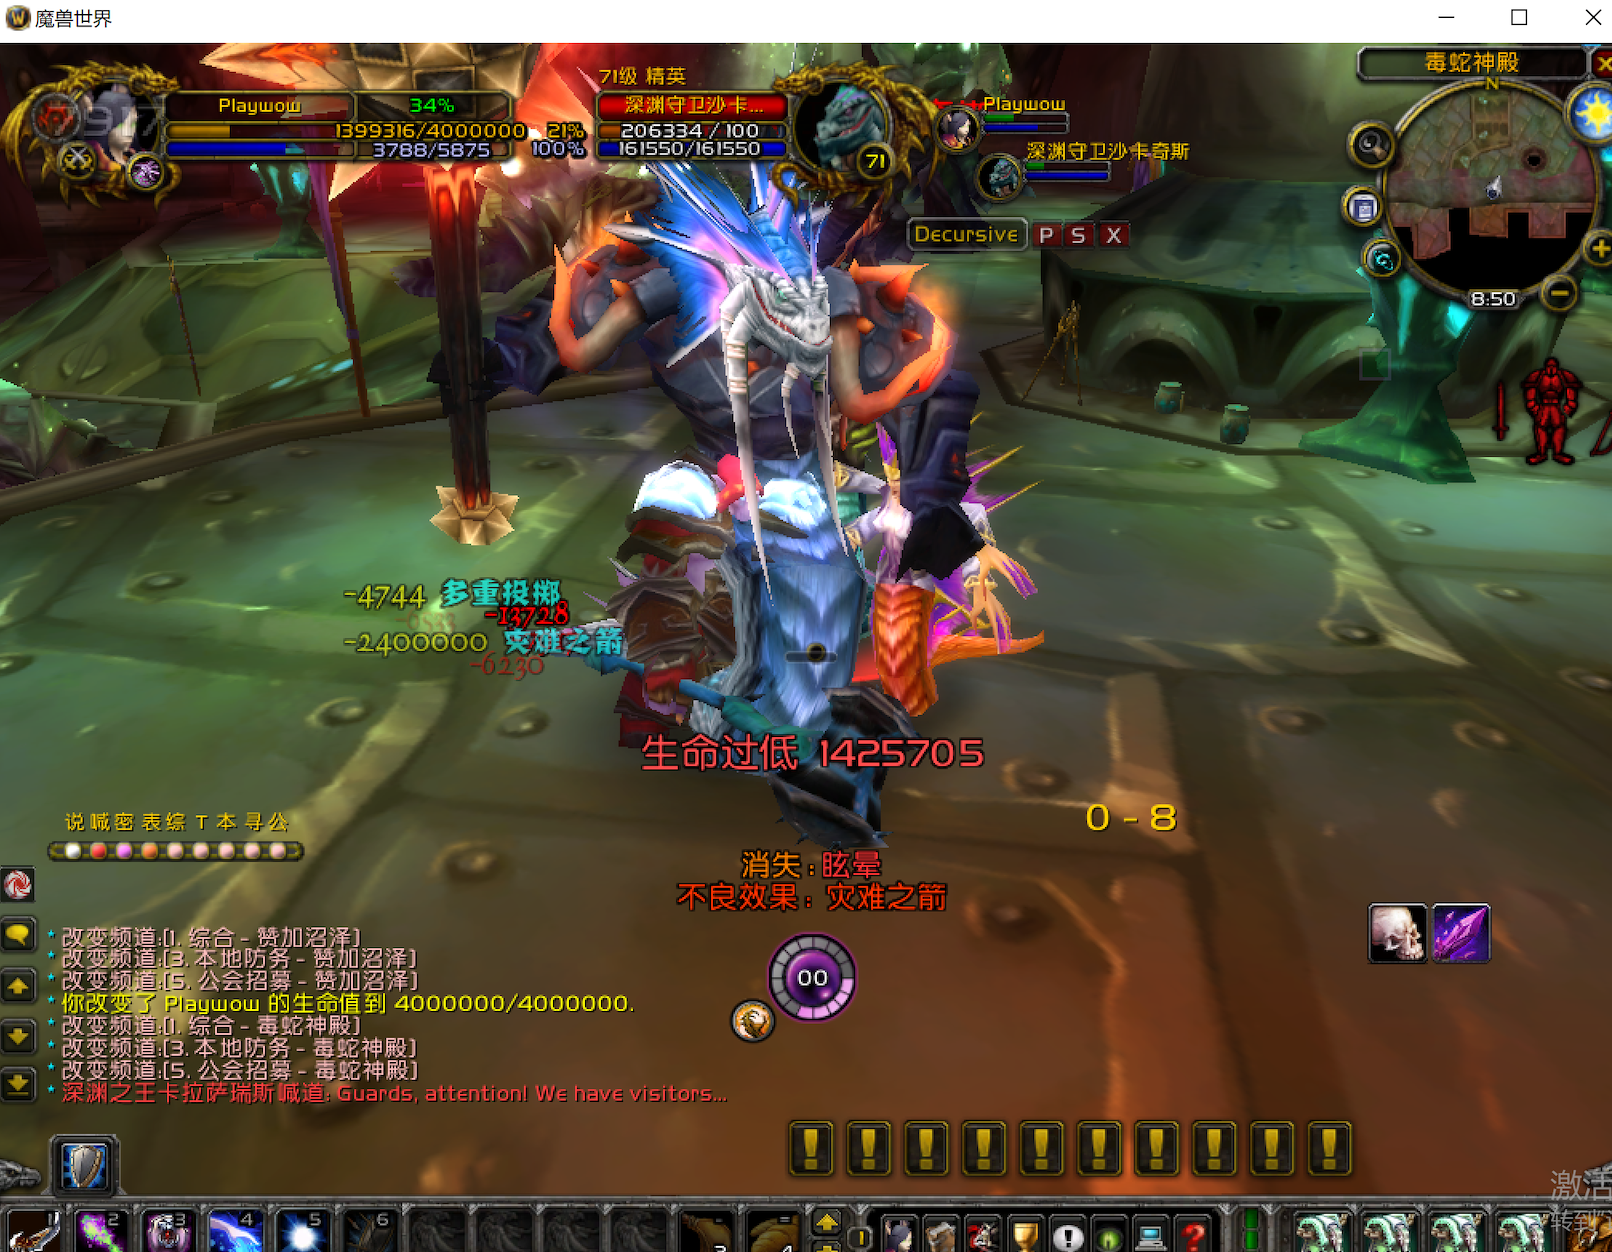 魔兽世界
71级 精英
毒蛇神殿
Playwow
34%
深渊守卫沙卡...
Playwow
N
1399316/4000000
21%
206334 / 100
3788/5875
100%
161550/161550
71
深渊守卫沙卡奇斯
Decursive
P S X
8:50
-4744 多重投掷
-13728
-2400000 灾难之箭
-6230
生命过低 1425705
0 - 8
说 喊 密 表 综 T 本 寻 公
消失 : 眩晕
不良效果 : 灾难之箭
00
* 改变频道:[1. 综合 - 赞加沼泽]
* 改变频道:[3. 本地防务 - 赞加沼泽]
* 改变频道:[5. 公会招募 - 赞加沼泽]
* 你改变了 Playwow 的生命值到 4000000/4000000.
* 改变频道:[1. 综合 - 毒蛇神殿]
* 改变频道:[3. 本地防务 - 毒蛇神殿]
* 改变频道:[5. 公会招募 - 毒蛇神殿]
* 深渊之王卡拉萨瑞斯喊道: Guards, attention! We have visitors...
激活
转到
1 2 3 4 5 6 - =
1